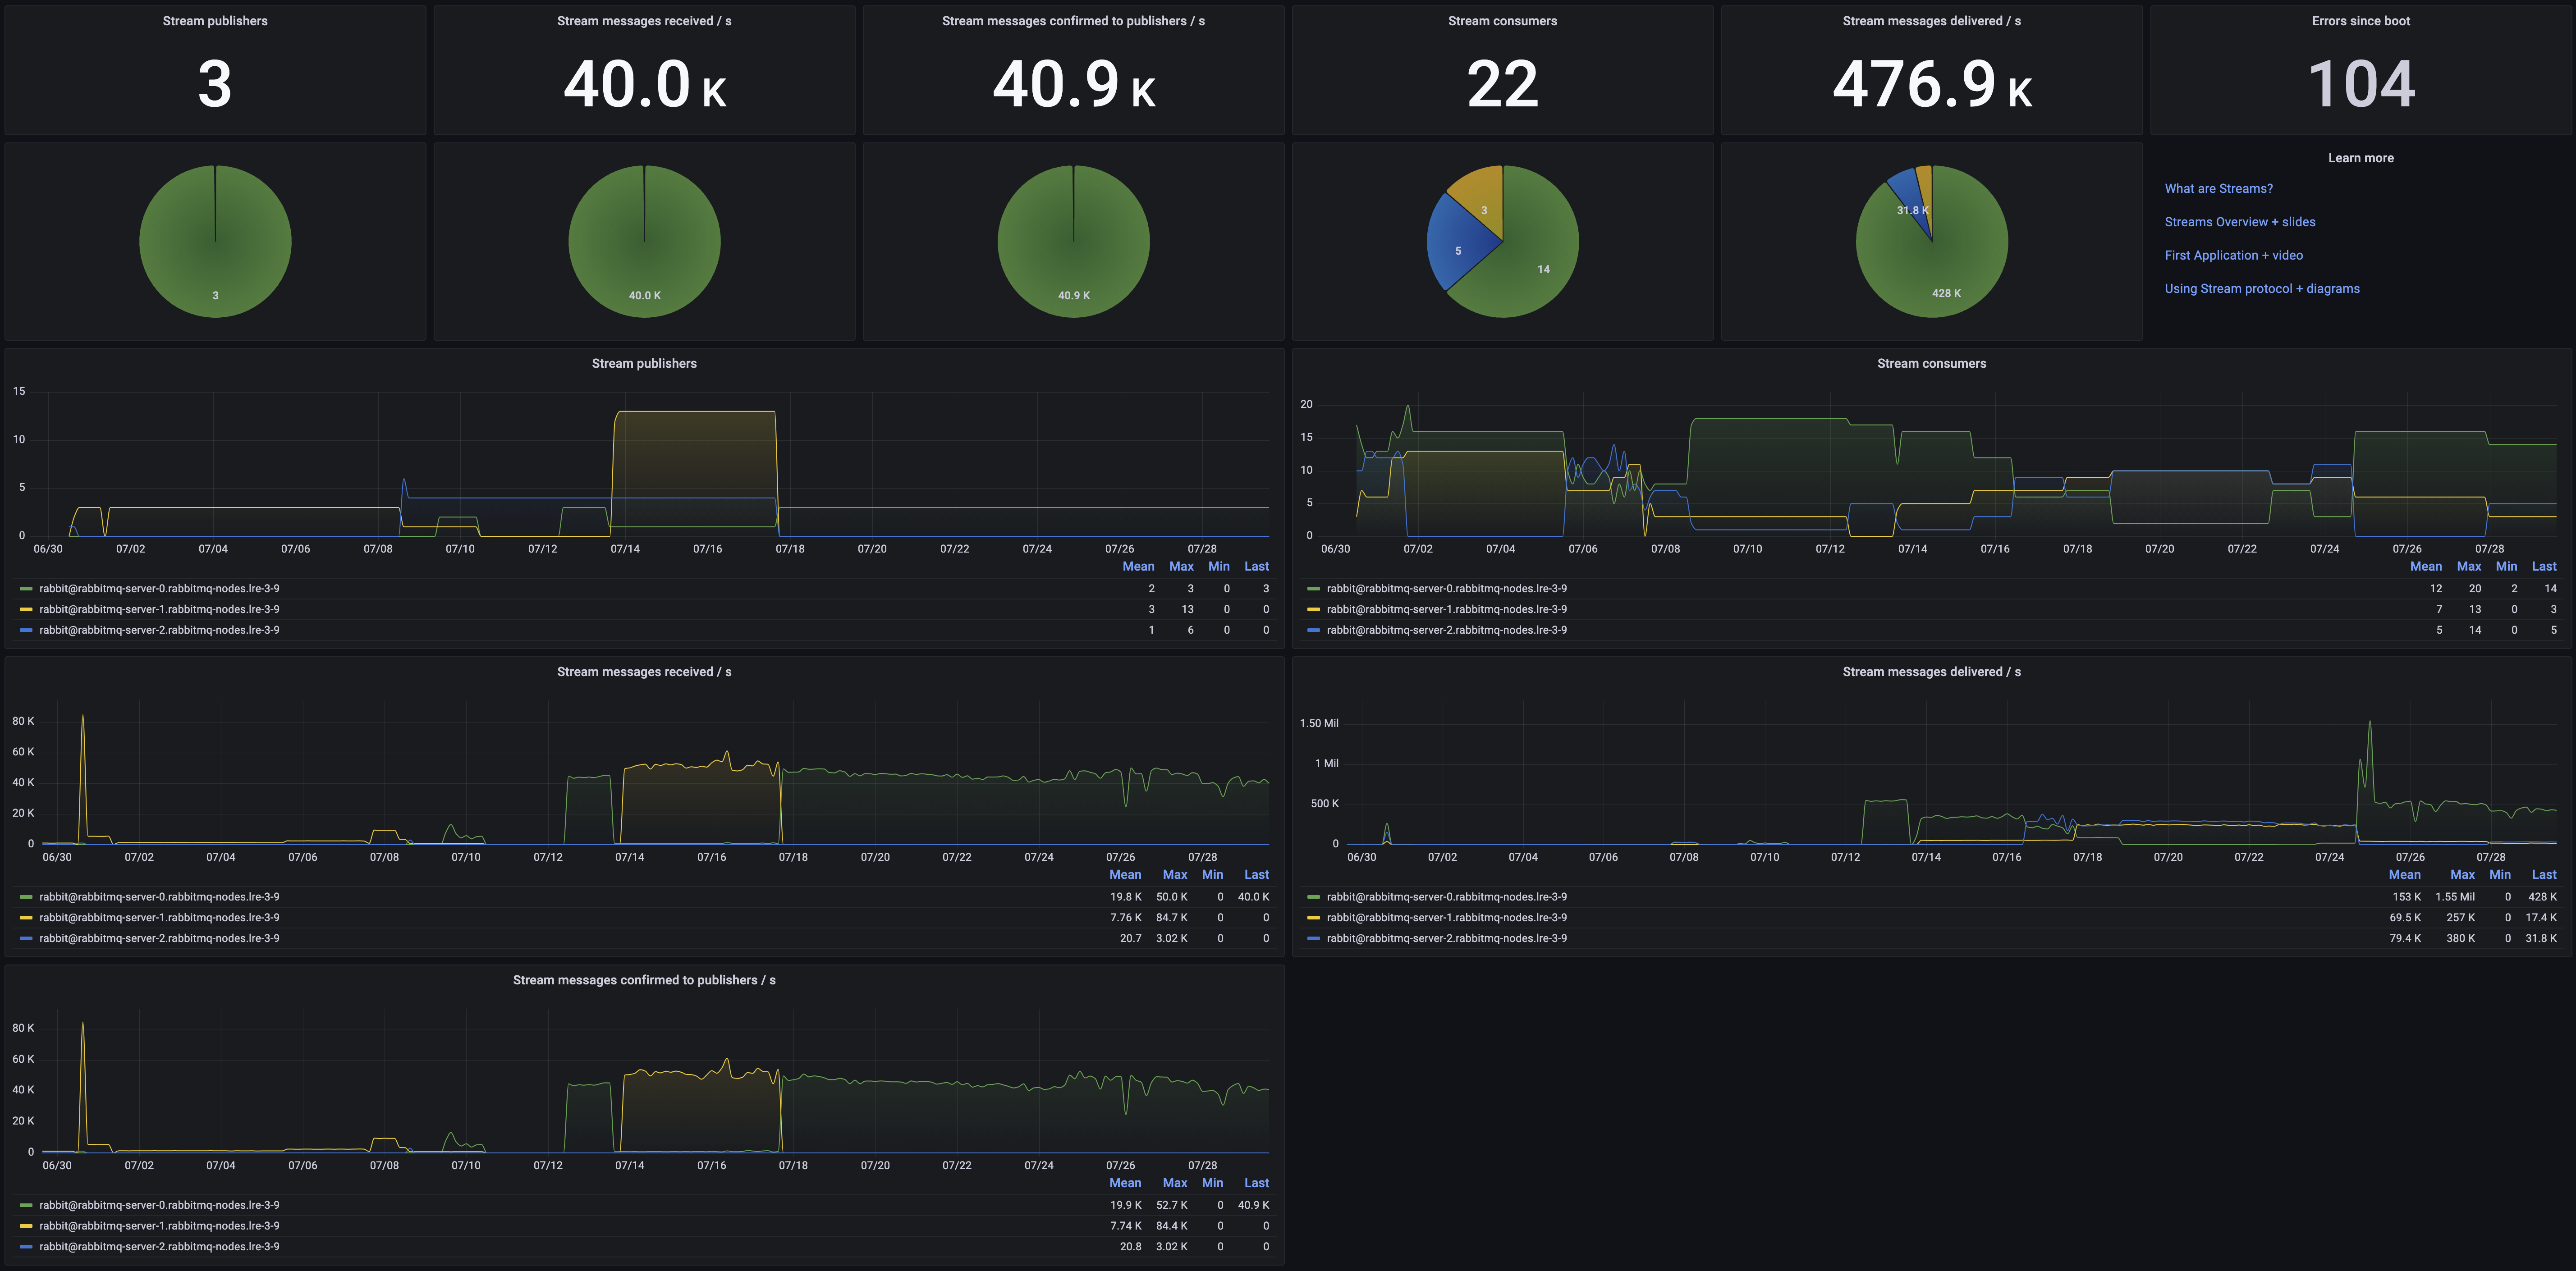 Stream publishers
3
Stream messages received / s
40.0 K
Stream messages confirmed to publishers / s
40.9 K
Stream consumers
22
Stream messages delivered / s
476.9 K
Errors since boot
104
3
40.0 K
40.9 K
3
5
14
31.8 K
428 K
Learn more
What are Streams?
Streams Overview + slides
First Application + video
Using Stream protocol + diagrams
Stream publishers
15
10
5
0
06/30 07/02 07/04 07/06 07/08 07/10 07/12 07/14 07/16 07/18 07/20 07/22 07/24 07/26 07/28
Mean Max Min Last
rabbit@rabbitmq-server-0.rabbitmq-nodes.lre-3-9 2 3 0 3
rabbit@rabbitmq-server-1.rabbitmq-nodes.lre-3-9 3 13 0 0
rabbit@rabbitmq-server-2.rabbitmq-nodes.lre-3-9 1 6 0 0
Stream consumers
20
15
10
5
0
06/30 07/02 07/04 07/06 07/08 07/10 07/12 07/14 07/16 07/18 07/20 07/22 07/24 07/26 07/28
Mean Max Min Last
rabbit@rabbitmq-server-0.rabbitmq-nodes.lre-3-9 12 20 2 14
rabbit@rabbitmq-server-1.rabbitmq-nodes.lre-3-9 7 13 0 3
rabbit@rabbitmq-server-2.rabbitmq-nodes.lre-3-9 5 14 0 5
Stream messages received / s
80 K
60 K
40 K
20 K
0
06/30 07/02 07/04 07/06 07/08 07/10 07/12 07/14 07/16 07/18 07/20 07/22 07/24 07/26 07/28
Mean Max Min Last
rabbit@rabbitmq-server-0.rabbitmq-nodes.lre-3-9 19.8 K 50.0 K 0 40.0 K
rabbit@rabbitmq-server-1.rabbitmq-nodes.lre-3-9 7.76 K 84.7 K 0 0
rabbit@rabbitmq-server-2.rabbitmq-nodes.lre-3-9 20.7 3.02 K 0 0
Stream messages delivered / s
1.50 Mil
1 Mil
500 K
0
06/30 07/02 07/04 07/06 07/08 07/10 07/12 07/14 07/16 07/18 07/20 07/22 07/24 07/26 07/28
Mean Max Min Last
rabbit@rabbitmq-server-0.rabbitmq-nodes.lre-3-9 153 K 1.55 Mil 0 428 K
rabbit@rabbitmq-server-1.rabbitmq-nodes.lre-3-9 69.5 K 257 K 0 17.4 K
rabbit@rabbitmq-server-2.rabbitmq-nodes.lre-3-9 79.4 K 380 K 0 31.8 K
Stream messages confirmed to publishers / s
80 K
60 K
40 K
20 K
0
06/30 07/02 07/04 07/06 07/08 07/10 07/12 07/14 07/16 07/18 07/20 07/22 07/24 07/26 07/28
Mean Max Min Last
rabbit@rabbitmq-server-0.rabbitmq-nodes.lre-3-9 19.9 K 52.7 K 0 40.9 K
rabbit@rabbitmq-server-1.rabbitmq-nodes.lre-3-9 7.74 K 84.4 K 0 0
rabbit@rabbitmq-server-2.rabbitmq-nodes.lre-3-9 20.8 3.02 K 0 0